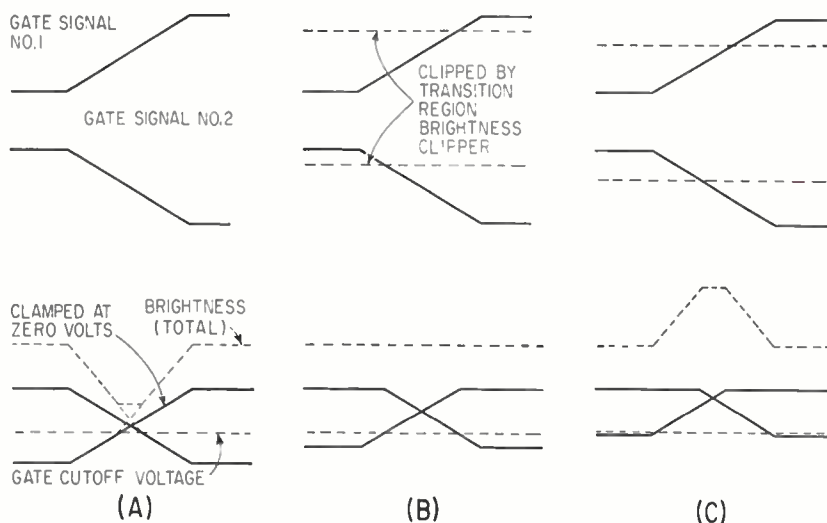 GATE SIGNAL
NO.1
GATE SIGNAL NO.2
CLIPPED BY
TRANSITION
REGION
BRIGHTNESS
CLIPPER
CLAMPED AT
ZERO VOLTS
BRIGHTNESS
(TOTAL)
GATE CUTOFF VOLTAGE
(A)
(B)
(C)